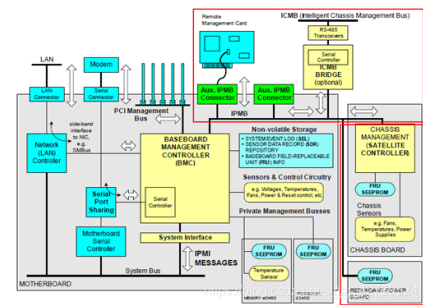 Remote
Management Card
ICMB (Intelligent Chassis Management Bus)
RS-485
Transceivers
Serial
Controller
ICMB
BRIDGE
(optional)
LAN
Modem
LAN
Connector
Serial
Connector
Aux. IPMB
Connector
Aux. IPMB
Connector
PCI Management
Bus
IPMB
side-band
interface
to NIC,
e.g.
SMBus
Network
(LAN)
Controller
BASEBOARD
MANAGEMENT
CONTROLLER
(BMC)
Serial
Controller
Non-volatile Storage
• SYSTEM EVENT LOG (SEL)
• SENSOR DATA RECORD (SDR)
REPOSITORY
• BASEBOARD FIELD-REPLACEABLE
UNIT (FRU) INFO
Sensors & Control Circuitry
e.g. Voltages, Temperatures,
Fans, Power & Reset control, etc.
Private Management Busses
CHASSIS
MANAGEMENT
(SATELLITE
CONTROLLER)
FRU
SEEPROM
Chassis
Sensors
e.g. Fans,
Temperatures, Power
Supplies
CHASSIS BOARD
Serial
Port
Sharing
Motherboard
Serial
Controller
System Interface
IPMI
MESSAGES
System Bus
MOTHERBOARD
FRU
SEEPROM
Temperature
Sensor
MEMORY BOARD
FRU
SEEPROM
FRU
SEEPROM